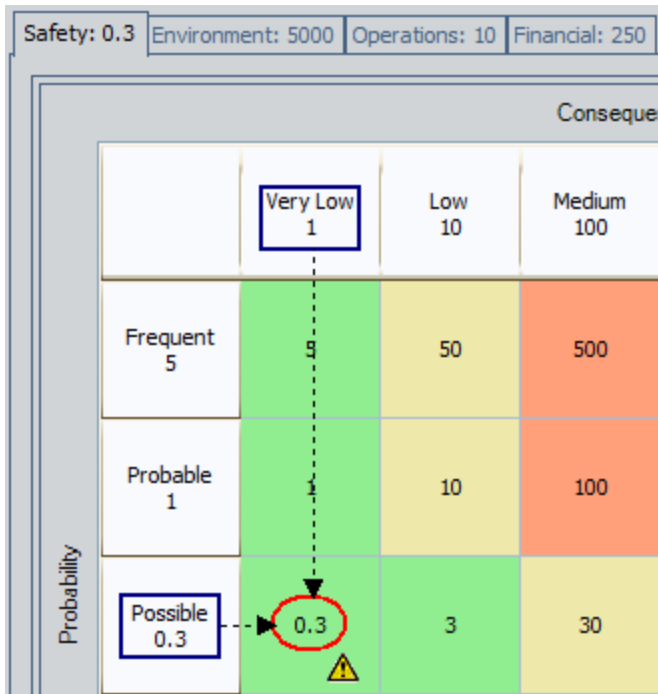 Safety: 0.3 Environment: 5000 Operations: 10 Financial: 250
Conseque
Very Low Low Medium
1 10 100
Frequent
5
5 50 500
Probable
1
1 10 100
Probability
Possible
0.3
0.3 3 30